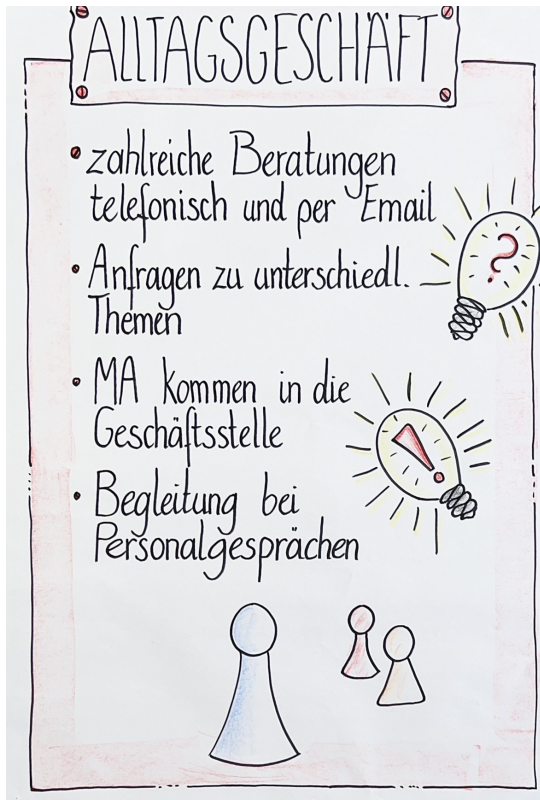 ALLTAGSGESCHÄFT
• zahlreiche Beratungen
telefonisch und per Email
• Anfragen zu unterschiedl.
Themen
• MA kommen in die
Geschäftsstelle
• Begleitung bei
Personalgesprächen
?
!